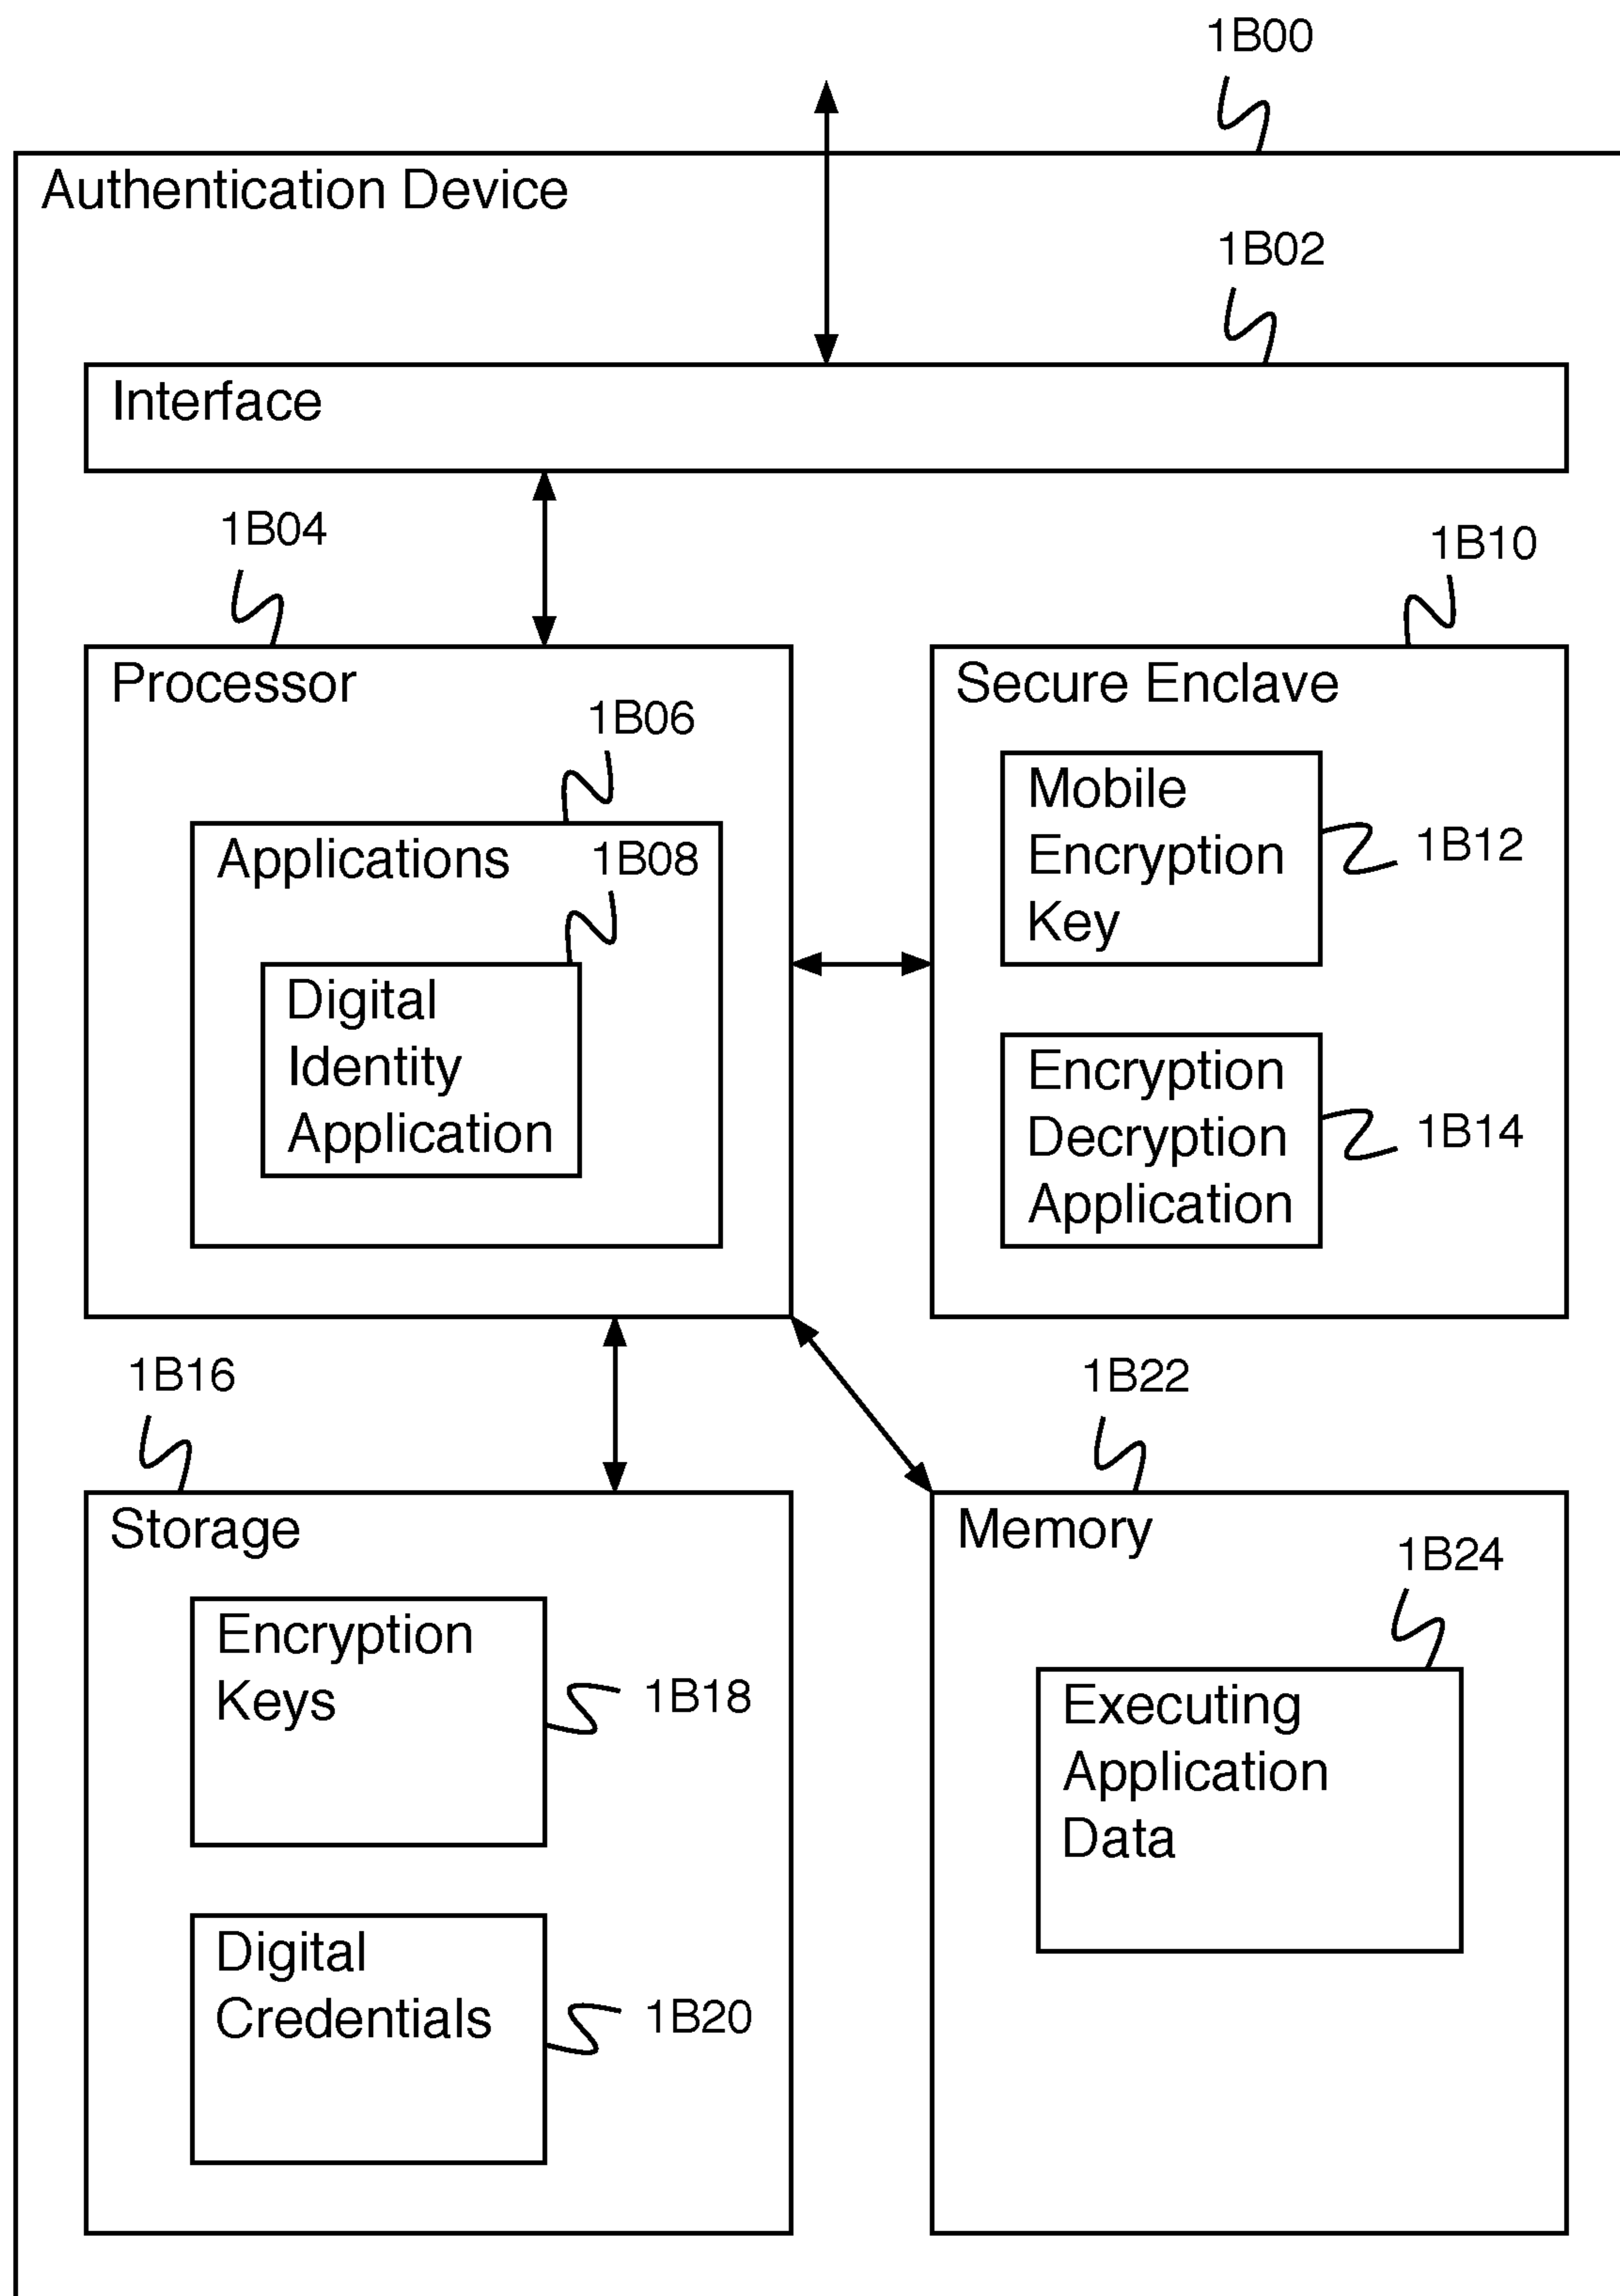 1B00
Authentication Device
1B02
Interface
1B04
1B10
Processor
Secure Enclave
1B06
Mobile
Encryption
Key
1B12
Applications
1B08
Digital
Identity
Application
Encryption
Decryption
Application
1B14
1B16
1B22
Storage
Memory
1B24
Encryption
Keys
1B18
Executing
Application
Data
Digital
Credentials
1B20